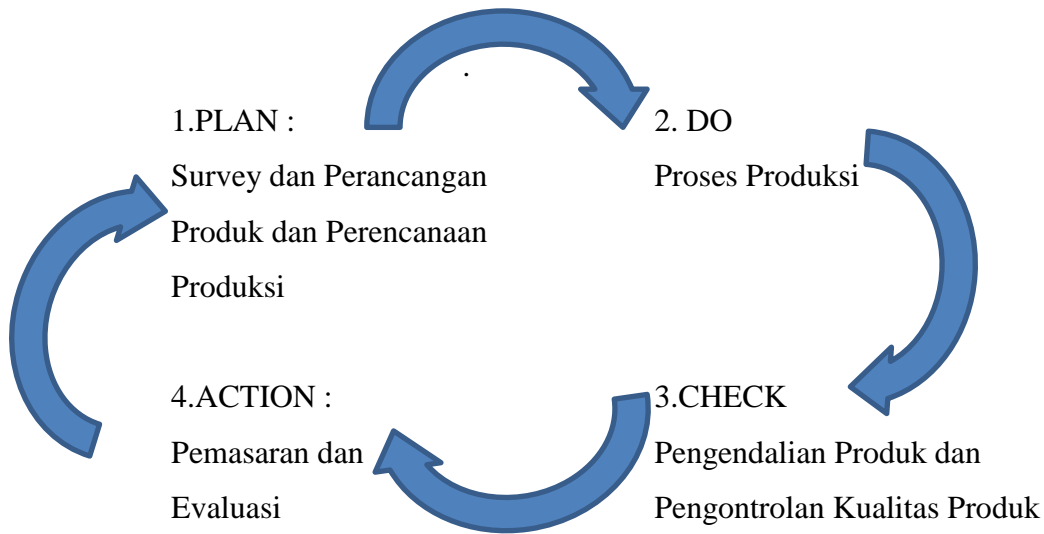 .
1.PLAN :
Survey dan Perancangan
Produk dan Perencanaan
Produksi
2. DO
Proses Produksi
3.CHECK
Pengendalian Produk dan
Pengontrolan Kualitas Produk
4.ACTION :
Pemasaran dan
Evaluasi